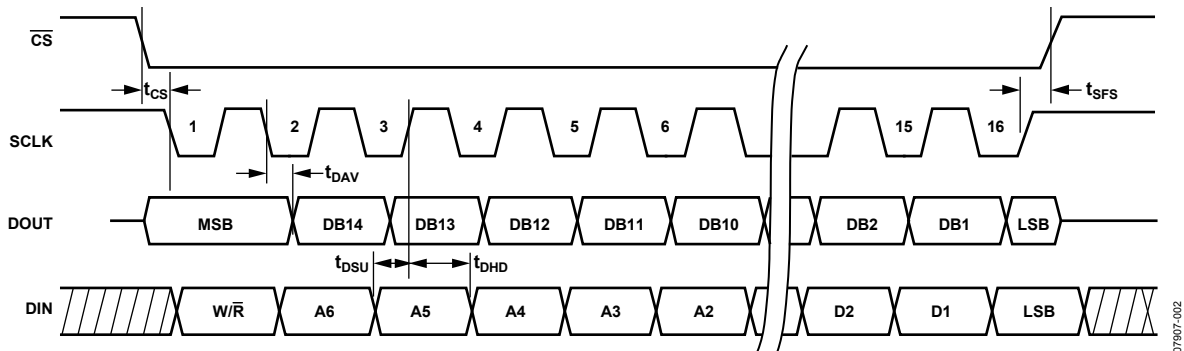 CS
tCS
tSFS
SCLK
1 2 3 4 5 6 15 16
tDAV
DOUT
MSB DB14 DB13 DB12 DB11 DB10 DB2 DB1 LSB
tDSU tDHD
DIN
W/R A6 A5 A4 A3 A2 D2 D1 LSB
07907-002